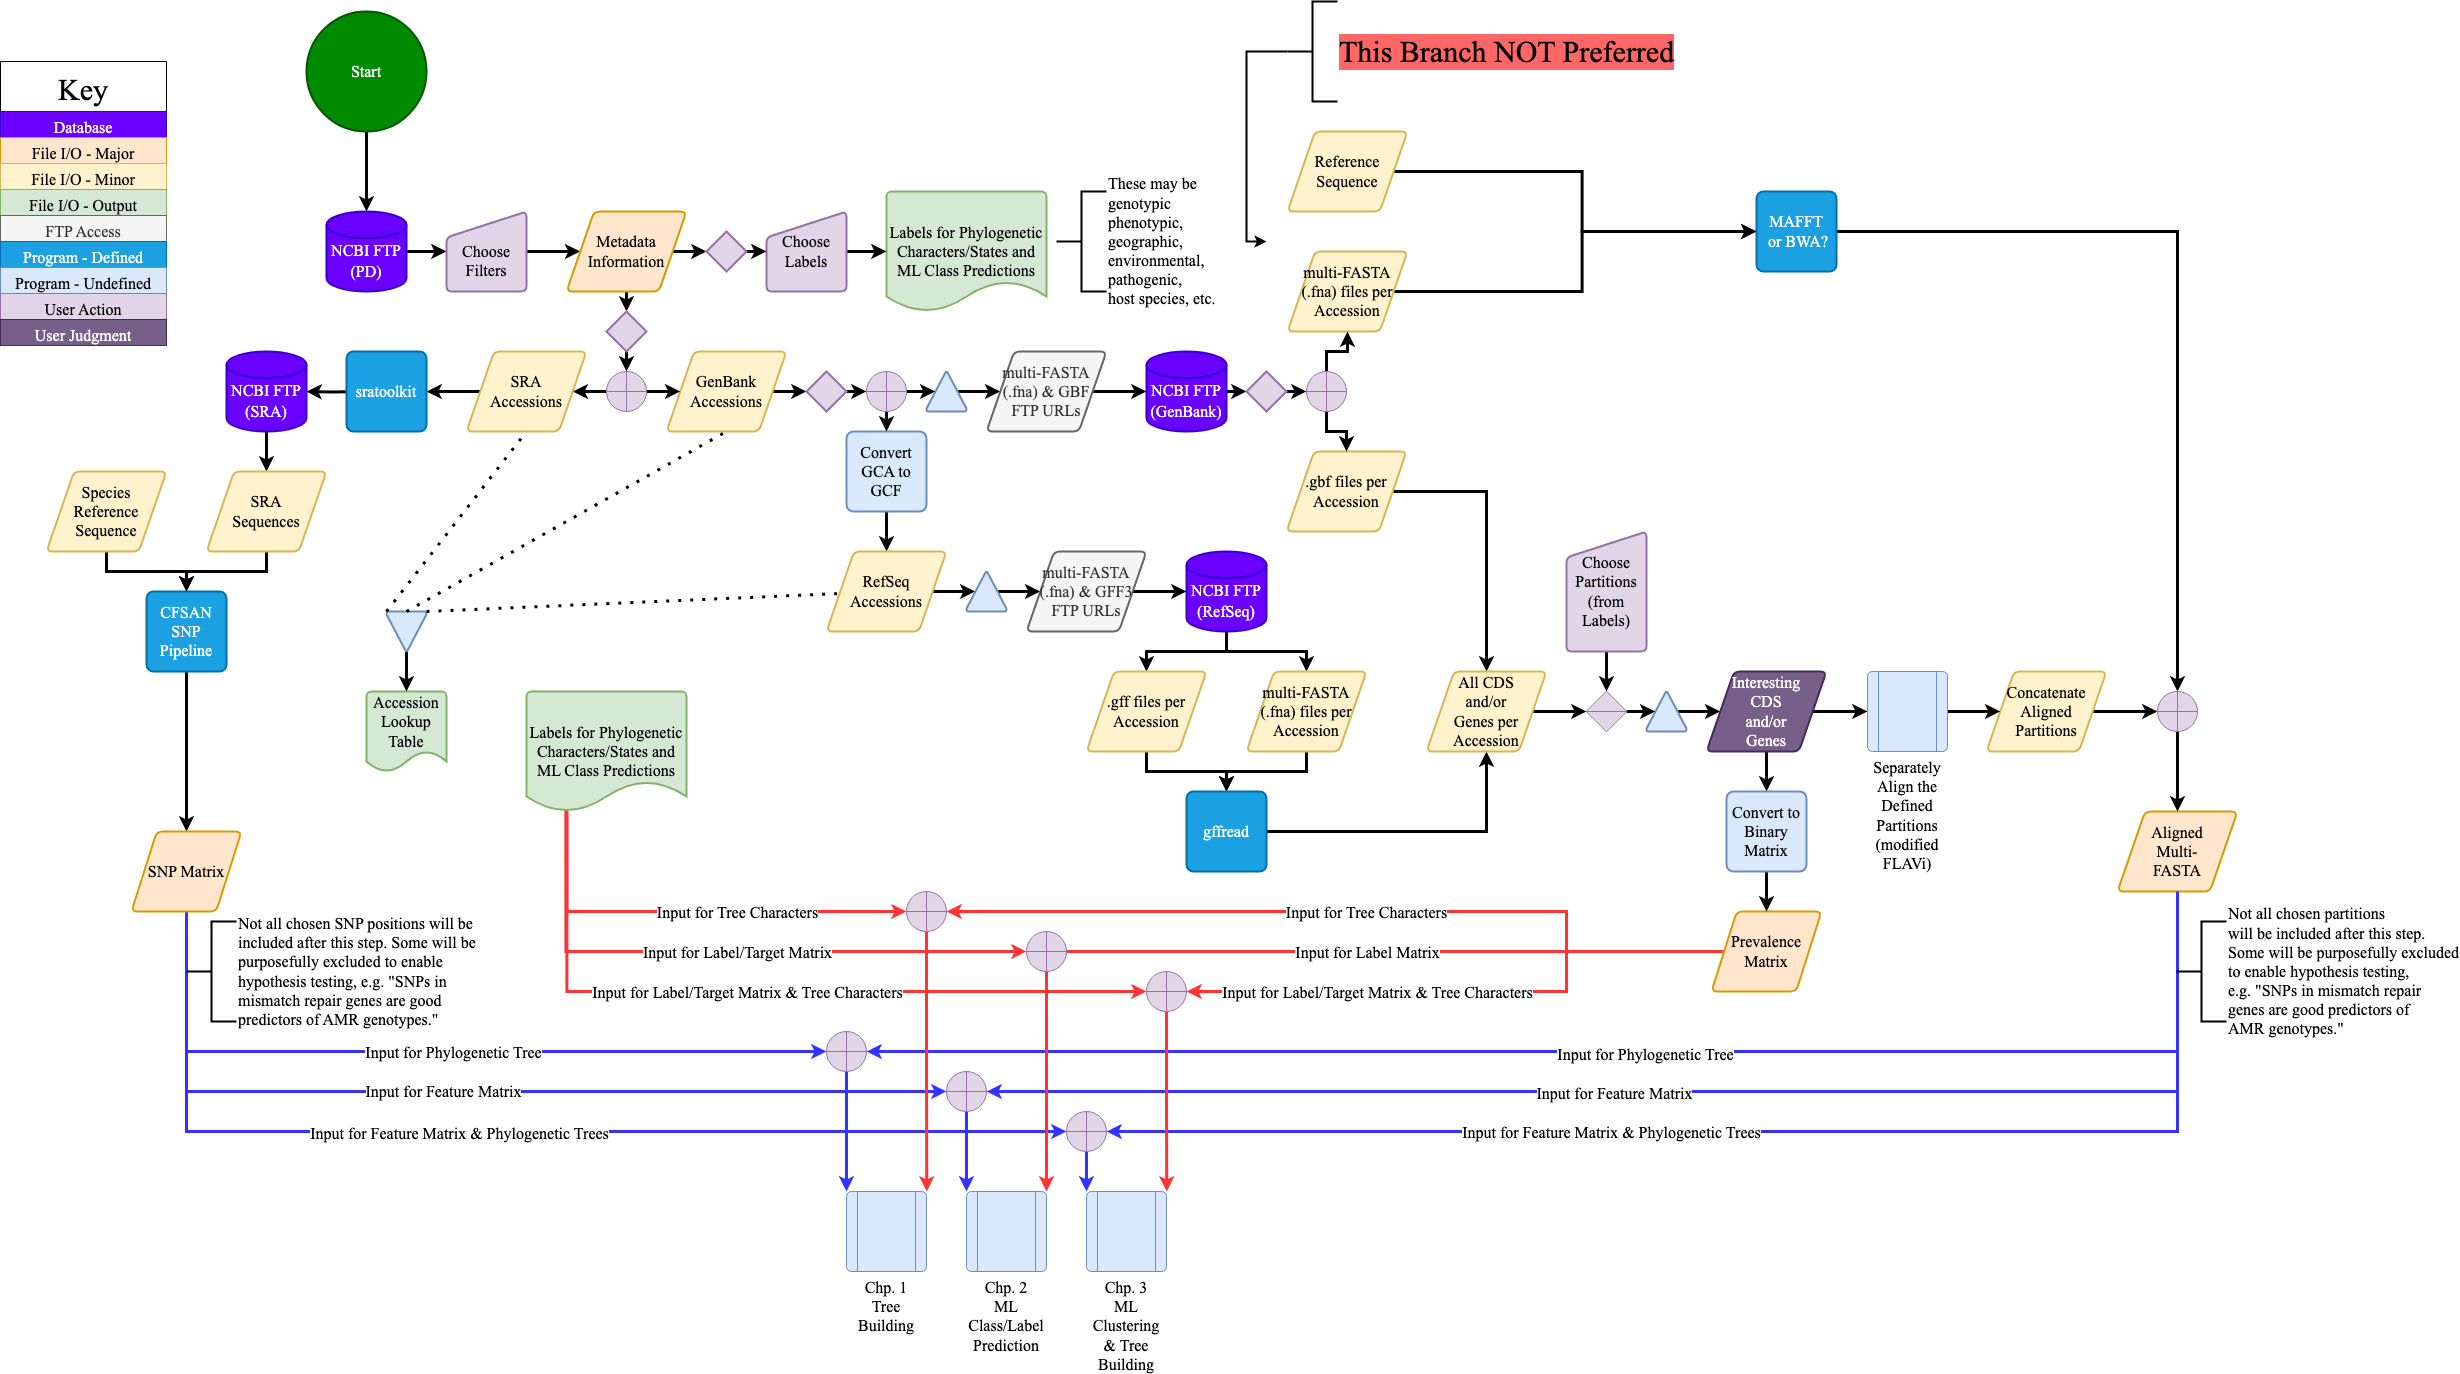 This Branch NOT Preferred
Start
Key
Database
File I/O - Major
File I/O - Minor
File I/O - Output
FTP Access
Program - Defined
Program - Undefined
User Action
User Judgment
NCBI FTP
(PD)
Choose
Filters
Metadata
Information
Choose
Labels
Labels for Phylogenetic
Characters/States and
ML Class Predictions
These may be
genotypic
phenotypic,
geographic,
environmental,
pathogenic,
host species, etc.
Reference
Sequence
multi-FASTA
(.fna) files per
Accession
MAFFT
or BWA?
NCBI FTP
(SRA)
sratoolkit
SRA
Accessions
GenBank
Accessions
multi-FASTA
(.fna) & GBF
FTP URLs
NCBI FTP
(GenBank)
Convert
GCA to
GCF
.gbf files per
Accession
Species
Reference
Sequence
SRA
Sequences
RefSeq
Accessions
multi-FASTA
(.fna) & GFF3
FTP URLs
NCBI FTP
(RefSeq)
Choose
Partitions
(from
Labels)
CFSAN
SNP
Pipeline
Accession
Lookup
Table
Labels for Phylogenetic
Characters/States and
ML Class Predictions
.gff files per
Accession
multi-FASTA
(.fna) files per
Accession
All CDS
and/or
Genes per
Accession
Interesting
CDS
and/or
Genes
Separately
Align the
Defined
Partitions
(modified
FLAVi)
Concatenate
Aligned
Partitions
gffread
Convert to
Binary
Matrix
Aligned
Multi-
FASTA
SNP Matrix
Prevalence
Matrix
Not all chosen SNP positions will be
included after this step. Some will be
purposefully excluded to enable
hypothesis testing, e.g. "SNPs in
mismatch repair genes are good
predictors of AMR genotypes."
Input for Tree Characters
Input for Tree Characters
Input for Label/Target Matrix
Input for Label Matrix
Input for Label/Target Matrix & Tree Characters
Input for Label/Target Matrix & Tree Characters
Not all chosen partitions
will be included after this step.
Some will be purposefully excluded
to enable hypothesis testing,
e.g. "SNPs in mismatch repair
genes are good predictors of
AMR genotypes."
Input for Phylogenetic Tree
Input for Phylogenetic Tree
Input for Feature Matrix
Input for Feature Matrix
Input for Feature Matrix & Phylogenetic Trees
Input for Feature Matrix & Phylogenetic Trees
Chp. 1
Tree
Building
Chp. 2
ML
Class/Label
Prediction
Chp. 3
ML
Clustering
& Tree
Building